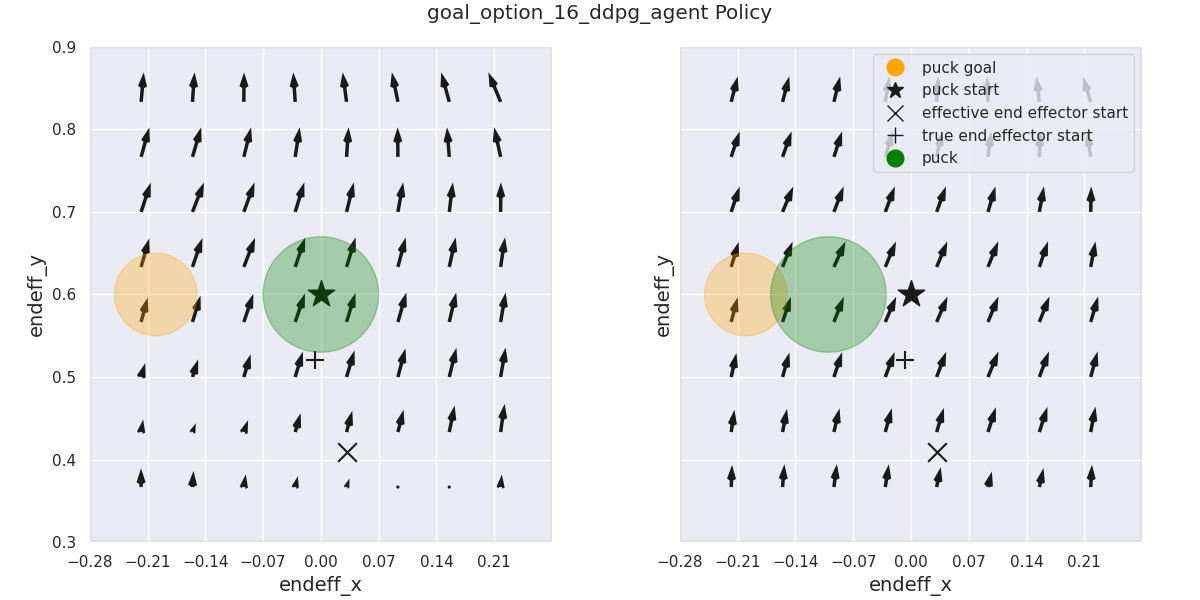 goal_option_16_ddpg_agent Policy
0.9
0.8
0.7
0.6
0.5
0.4
0.3
endeff_y
−0.28 −0.21 −0.14 −0.07 0.00 0.07 0.14 0.21
endeff_x
puck goal
puck start
effective end effector start
true end effector start
puck
endeff_y
−0.28 −0.21 −0.14 −0.07 0.00 0.07 0.14 0.21
endeff_x